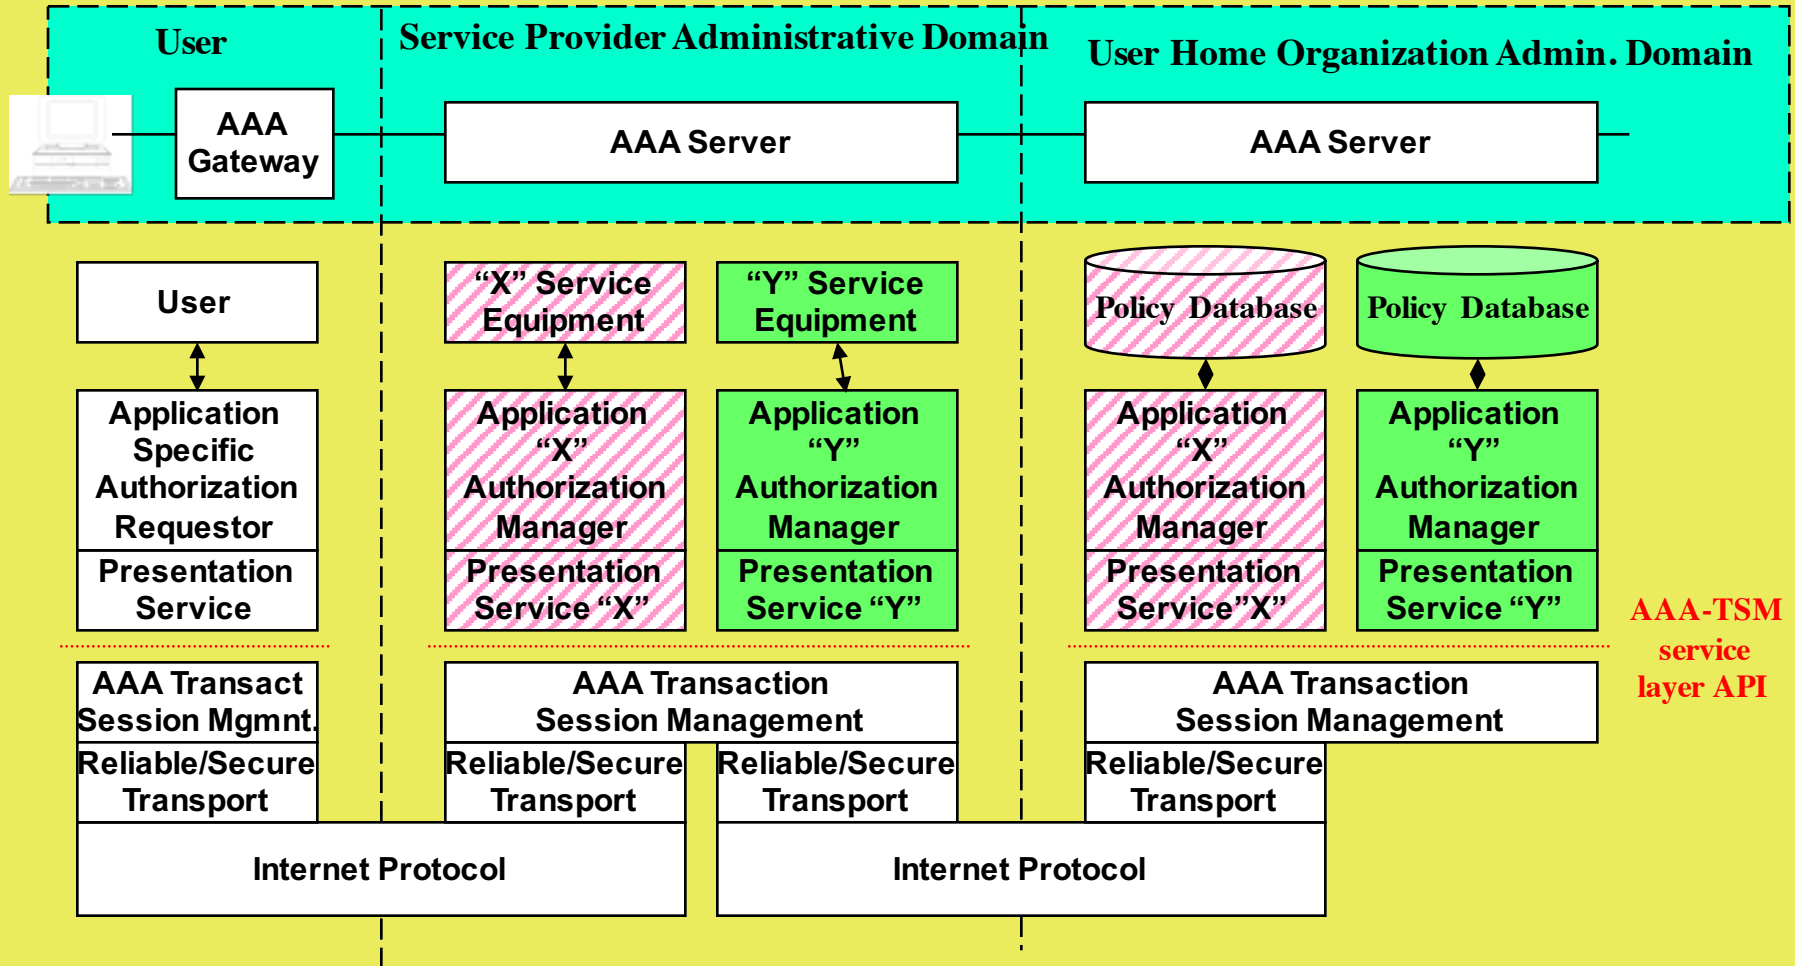 User
Service Provider Administrative Domain
User Home Organization Admin. Domain
AAA
Gateway
AAA Server
AAA Server
User
“X” Service
Equipment
“Y” Service
Equipment
Policy Database
Policy Database
Application
Specific
Authorization
Requestor
Application
“X”
Authorization
Manager
Application
“Y”
Authorization
Manager
Application
“X”
Authorization
Manager
Application
“Y”
Authorization
Manager
Presentation
Service
Presentation
Service “X”
Presentation
Service “Y”
Presentation
Service”X”
Presentation
Service “Y”
AAA-TSM
service
layer API
AAA Transact
Session Mgmnt.
AAA Transaction
Session Management
AAA Transaction
Session Management
Reliable/Secure
Transport
Reliable/Secure
Transport
Reliable/Secure
Transport
Reliable/Secure
Transport
Internet Protocol
Internet Protocol